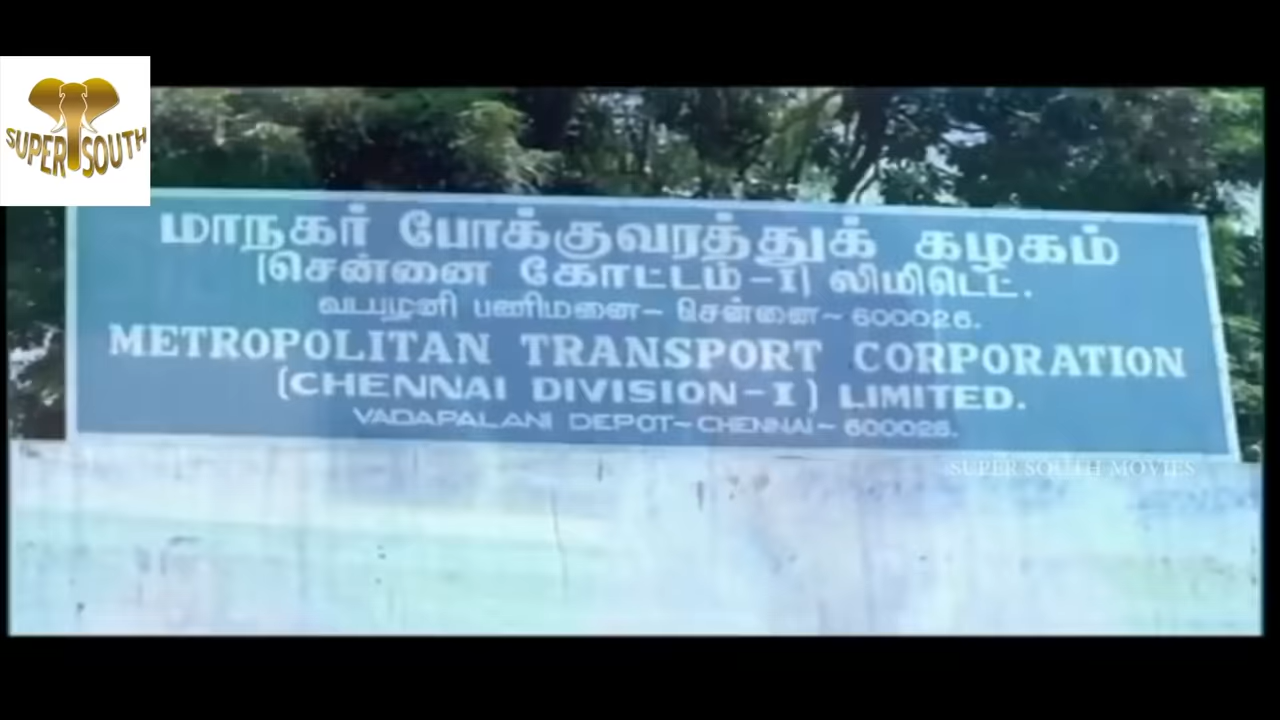 SUPER SOUTH
மாநகர் போக்குவரத்துக் கழகம்
(சென்னை கோட்டம்-I) லிமிடெட்.
வடபழனி பணிமனை- சென்னை- 600026.
METROPOLITAN TRANSPORT CORPORATION
(CHENNAI DIVISION-I) LIMITED.
VADAPALANI DEPOT-CHENNAI-600026.
SUPER SOUTH MOVIES